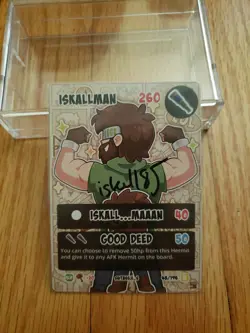 ISKALLMAN 260
iskall85
ISKALL...MAAAN 40
GOOD DEED 50
You can choose to remove 50hp from this Hermit
and give it to any AFK Hermit on the board.